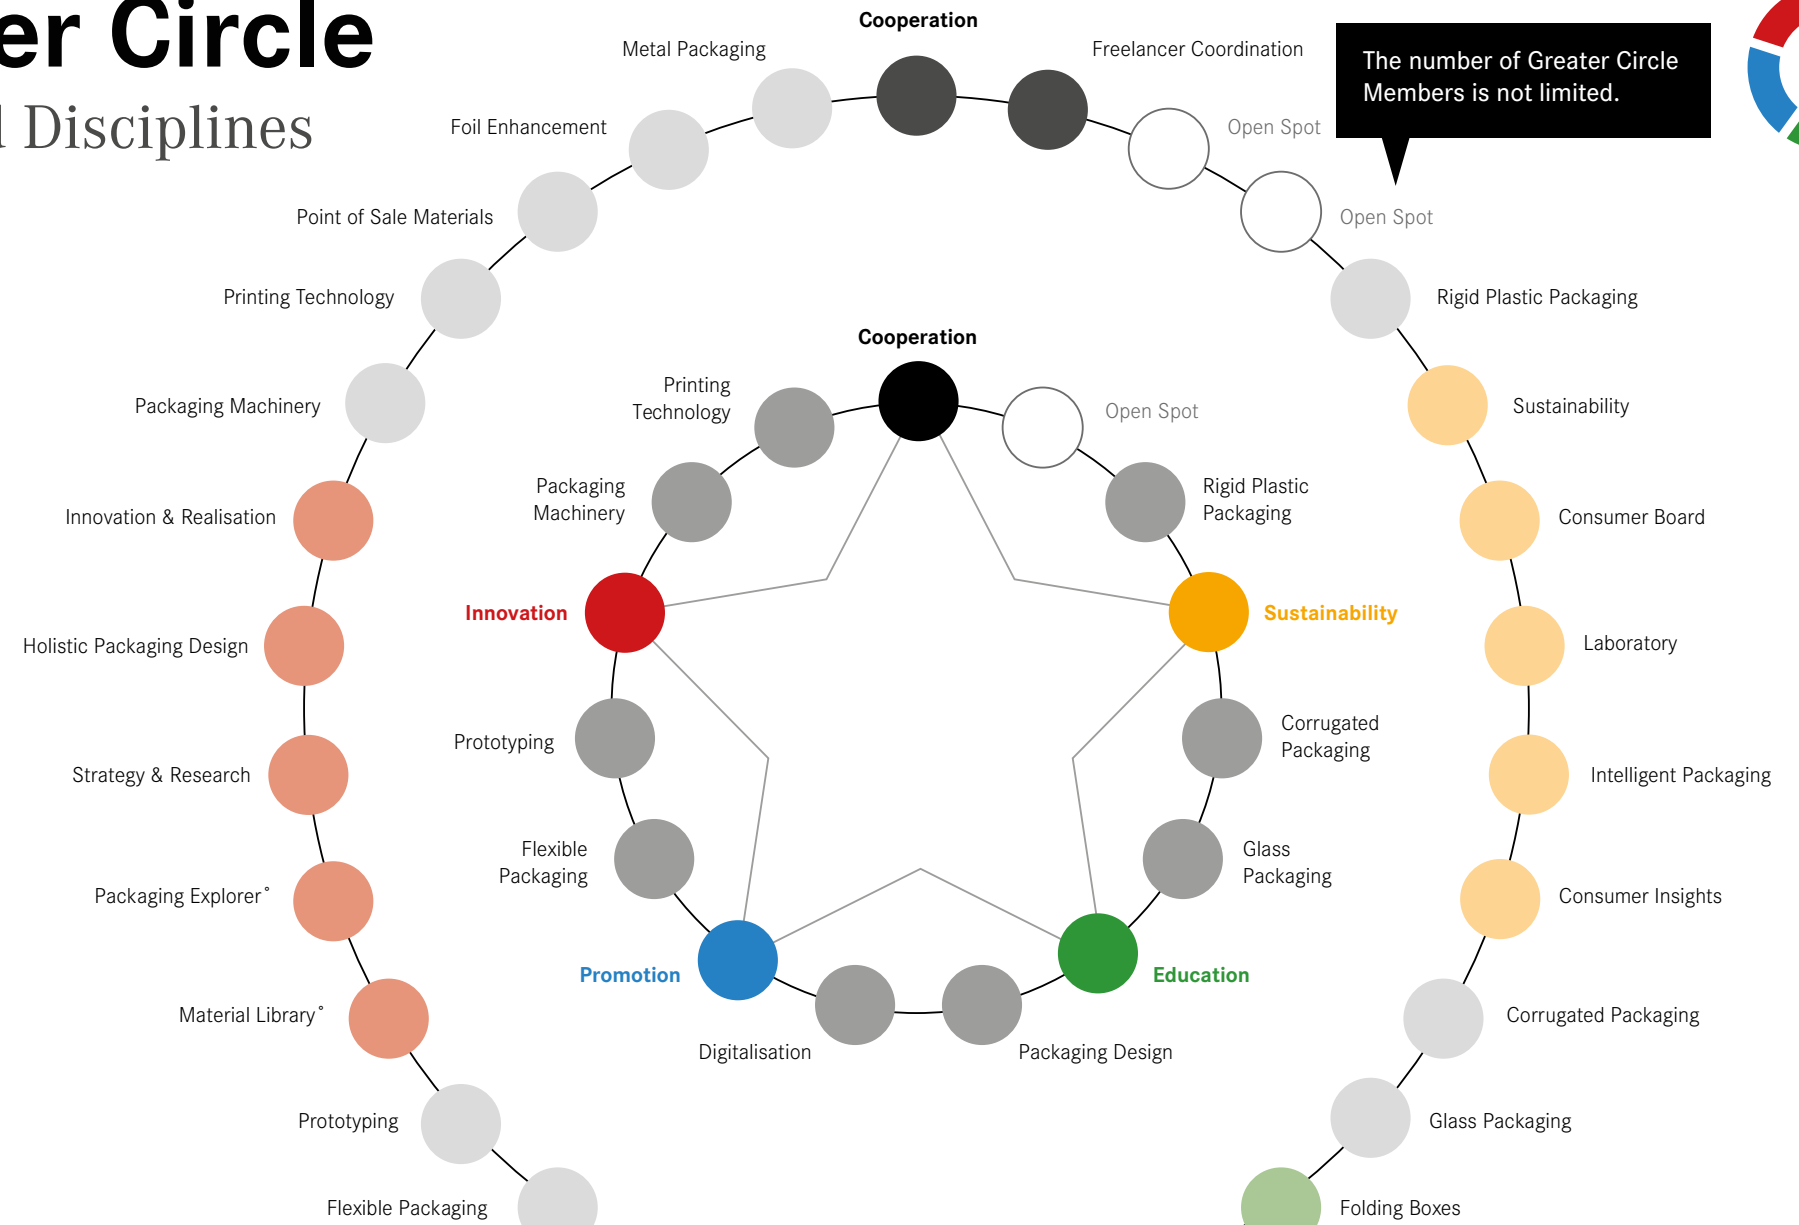 er Circle
Disciplines
Cooperation
Metal Packaging
Freelancer Coordination
The number of Greater Circle
Members is not limited.
Foil Enhancement
Open Spot
Point of Sale Materials
Open Spot
Printing Technology
Rigid Plastic Packaging
Cooperation
Printing
Technology
Open Spot
Packaging Machinery
Sustainability
Packaging
Machinery
Rigid Plastic
Packaging
Innovation & Realisation
Consumer Board
Innovation
Sustainability
Holistic Packaging Design
Laboratory
Prototyping
Corrugated
Packaging
Strategy & Research
Intelligent Packaging
Flexible
Packaging
Glass
Packaging
Packaging Explorer°
Consumer Insights
Promotion
Education
Material Library°
Corrugated Packaging
Digitalisation
Packaging Design
Prototyping
Glass Packaging
Flexible Packaging
Folding Boxes